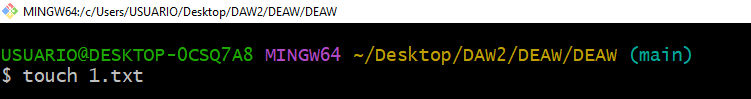 MINGW64:/c/Users/USUARIO/Desktop/DAW2/DEAW/DEAW
USUARIO@DESKTOP-0CSQ7A8 MINGW64 ~/Desktop/DAW2/DEAW/DEAW (main)
$ touch 1.txt